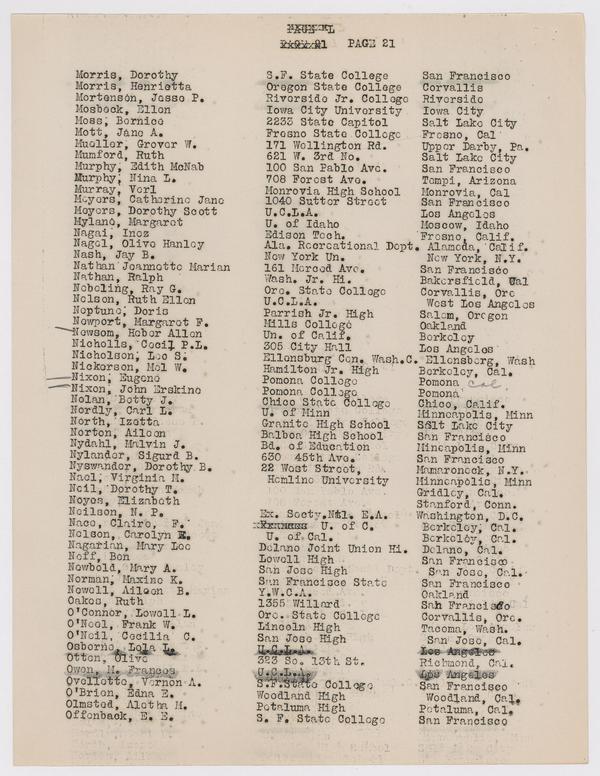 PAGE L
PAGE 21 PAGE 21
Morris, Dorothy S.F. State College San Francisco
Morris, Henrietta Oregon State College Corvallis
Mortensen, Jesse P. Riverside Jr. College Riverside
Mosbeck, Ellen Iowa City University Iowa City
Moss, Bernice 2233 State Capitol Salt Lake City
Mott, Jane A. Fresno State College Fresno, Cal
Mueller, Grover W. 171 Wellington Rd. Upper Darby, Pa.
Mumford, Ruth 621 W. 3rd No. Salt Lake City
Murphy, Edith McNab 100 San Pablo Ave. San Francisco
Murphy, Nina L. 708 Forest Ave. Tempi, Arizona
Murray, Verl Monrovia High School Monrovia, Cal
Meyers, Catherine Jane 1040 Sutter Street San Francisco
Meyers, Dorothy Scott U.C.L.A. Los Angeles
Myland, Margaret U. of Idaho Moscow, Idaho
Nagai, Inez Edison Tech. Fresno, Calif.
Nagel, Olive Hanley Ala. Recreational Dept. Alameda, Calif.
Nash, Jay B. New York Un. New York, N.Y.
Nathan Jeannette Marian 161 Merced Ave. San Francisco
Nathan, Ralph Wash. Jr. Hi. Bakersfield, Cal
Nebeling, Ray G. Ore. State College Corvallis, Ore
Nelson, Ruth Ellen U.C.L.A. West Los Angeles
Neptune, Doris Parrish Jr. High Salem, Oregon
Newport, Margaret F. Mills College Oakland
Newsom, Heber Allen Un. of Calif. Berkeley
Nicholls, Cecil P.L. 305 City Hall Los Angeles
Nicholson, Leo S. Ellensburg Cen. Wash.C. Ellensberg, Wash
Nickerson, Mel W. Hamilton Jr. High Berkeley, Cal.
Nixon, Eugene Pomona College Pomona Cal.
Nixon, John Erskine Pomona College Pomona
Nolan, Betty J. Chico State College Chico, Calif.
Nordly, Carl L. U. of Minn Minneapolis, Minn
North, Izetta Granite High School Salt Lake City
Norton, Aileen Balboa High School San Francisco
Nydahl, Malvin J. Bd. of Education Mineapolis, Minn
Nylander, Sigurd B. 630 45th Ave. San Francisco
Nyswander, Dorothy B. 22 West Street, Mamaroneck, N.Y.
Nael, Virginia M. Hemline University Minneapolis, Minn
Neil, Dorothy T. Gridley, Cal.
Noyes, Elizabeth Stanford, Conn.
Neilson, N. P. Ex. Socty.Ntl. E.A. Washington, D.C.
Nace, Claire, F. U. of C. Berkeley, Cal.
Nelson, Carolyn E. U. of Cal. Berkeley, Cal.
Nagarian, Mary Lee Delano Joint Union Hi. Delano, Cal.
Neff, Ben Lowell High San Francisco
Newbold, Mary A. San Jose High San Jose, Cal.
Norman, Maxine K. San Francisce State San Francisco
Newell, Aileen B. Y.W.C.A. Oakland
Oakes, Ruth 1355 Willard San Francisco
O'Connor, Lowell L. Ore. State College Corvallis, Ore.
O'Neel, Frank W. Lincoln High Tacoma, Wash.
O'Neil, Cecilia C. San Jose High San Jose, Cal.
Osborne, Lola L. U.C.L.A. Los Angeles
Otten, Olive 323 So. 13th St. Richmond, Cal.
Owen, M. Frances U.C.L.A. Los Angeles
Ovellette, Vernon A. S.F.State College San Francisco
O'Brien, Edna E. Woodland High Woodland, Cal.
Olmsted, Aletha M. Petaluma High Petaluma, Cal.
Offenback, E. E. S. F. State College San Francisco